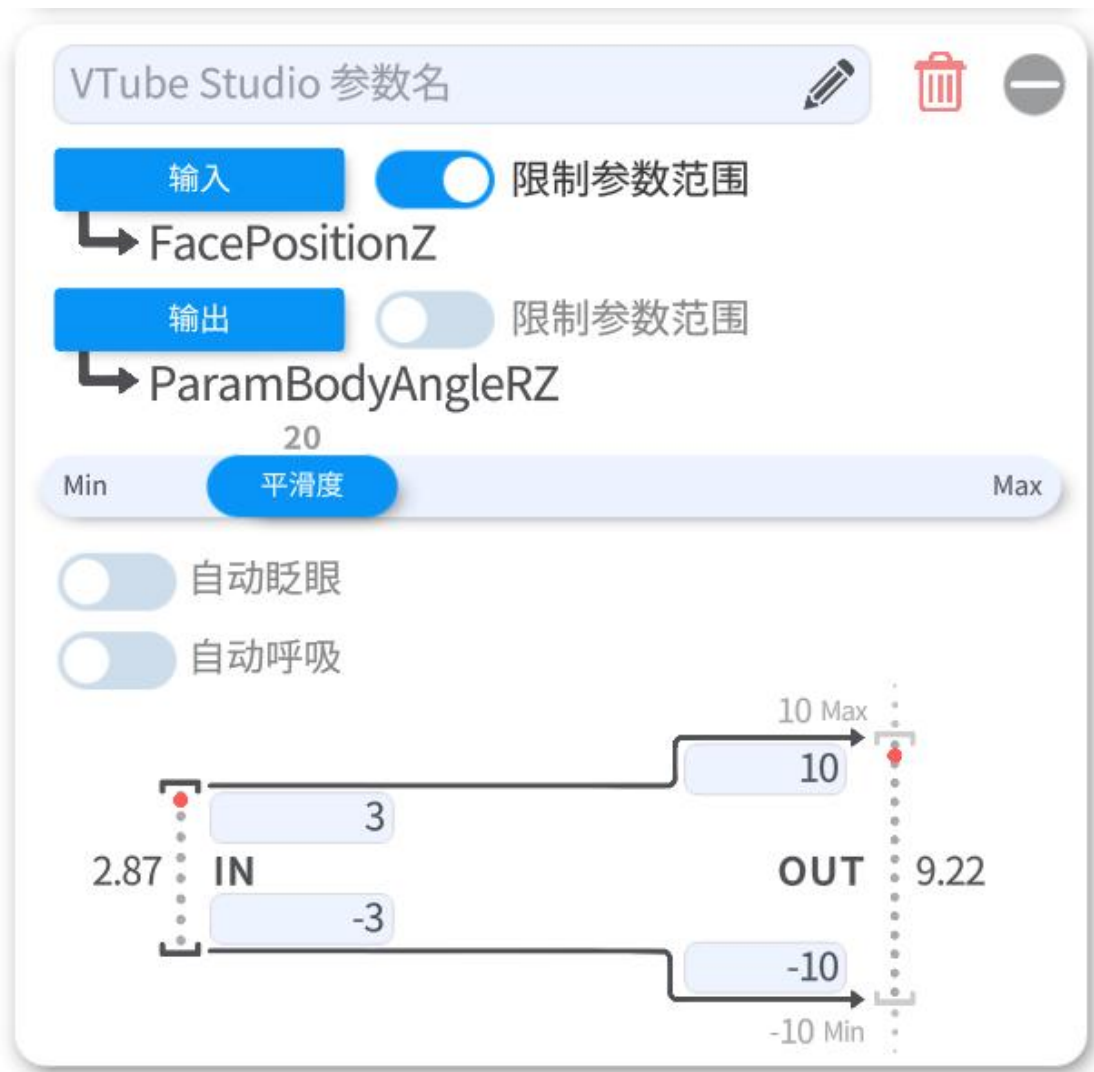 VTube Studio 参数名
输入 限制参数范围
FacePositionZ
输出 限制参数范围
ParamBodyAngleRZ
20
Min 平滑度 Max
自动眨眼
自动呼吸
10 Max
10
3
2.87 IN OUT 9.22
-3
-10
-10 Min